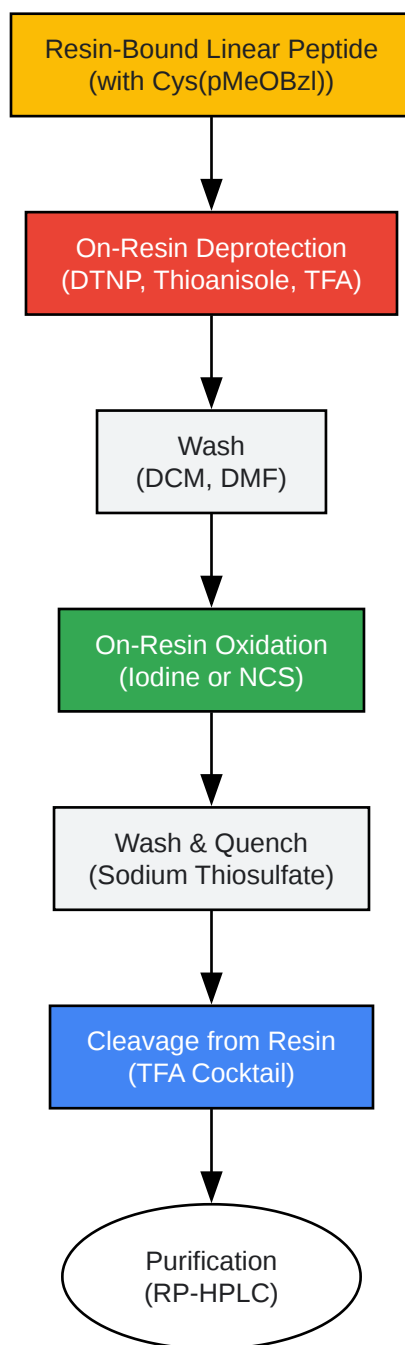 Resin-Bound Linear Peptide
(with Cys(pMeOBzl))
On-Resin Deprotection
(DTNP, Thioanisole, TFA)
Wash
(DCM, DMF)
On-Resin Oxidation
(Iodine or NCS)
Wash & Quench
(Sodium Thiosulfate)
Cleavage from Resin
(TFA Cocktail)
Purification
(RP-HPLC)